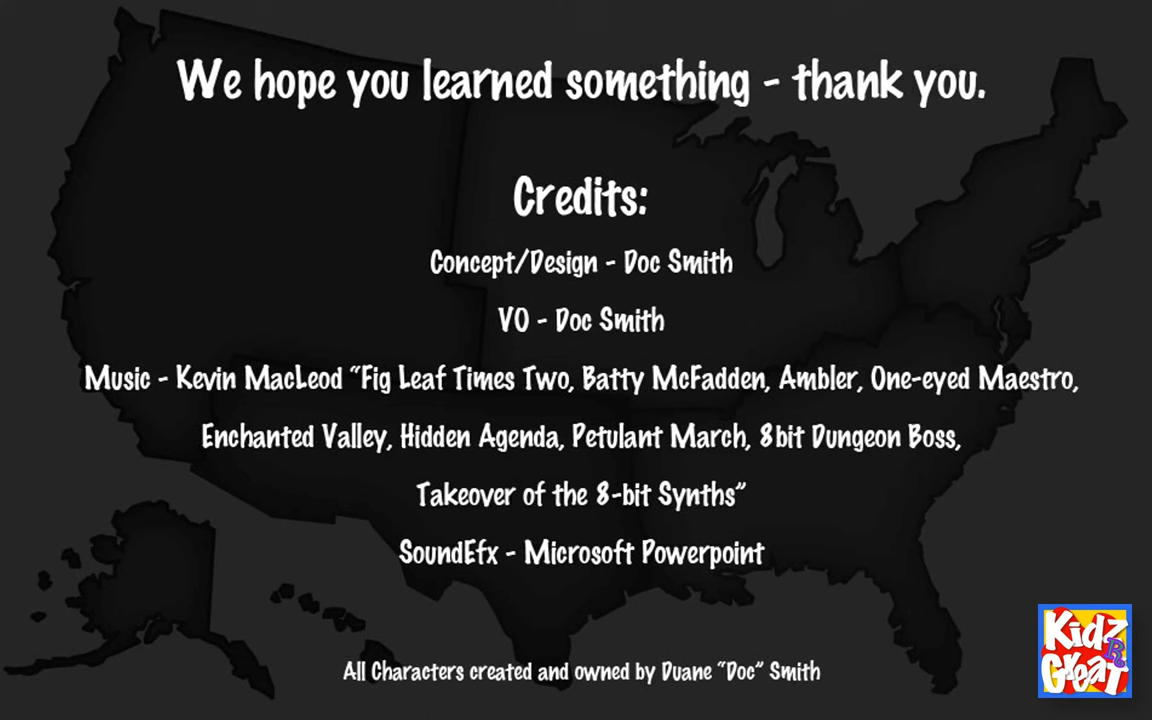 We hope you learned something - thank you.
Credits:
Concept/Design - Doc Smith
VO - Doc Smith
Music - Kevin MacLeod “Fig Leaf Times Two, Batty McFadden, Ambler, One-eyed Maestro,
Enchanted Valley, Hidden Agenda, Petulant March, 8bit Dungeon Boss,
Takeover of the 8-bit Synths”
SoundEfx - Microsoft Powerpoint
All Characters created and owned by Duane “Doc” Smith
Kidz
R
Great